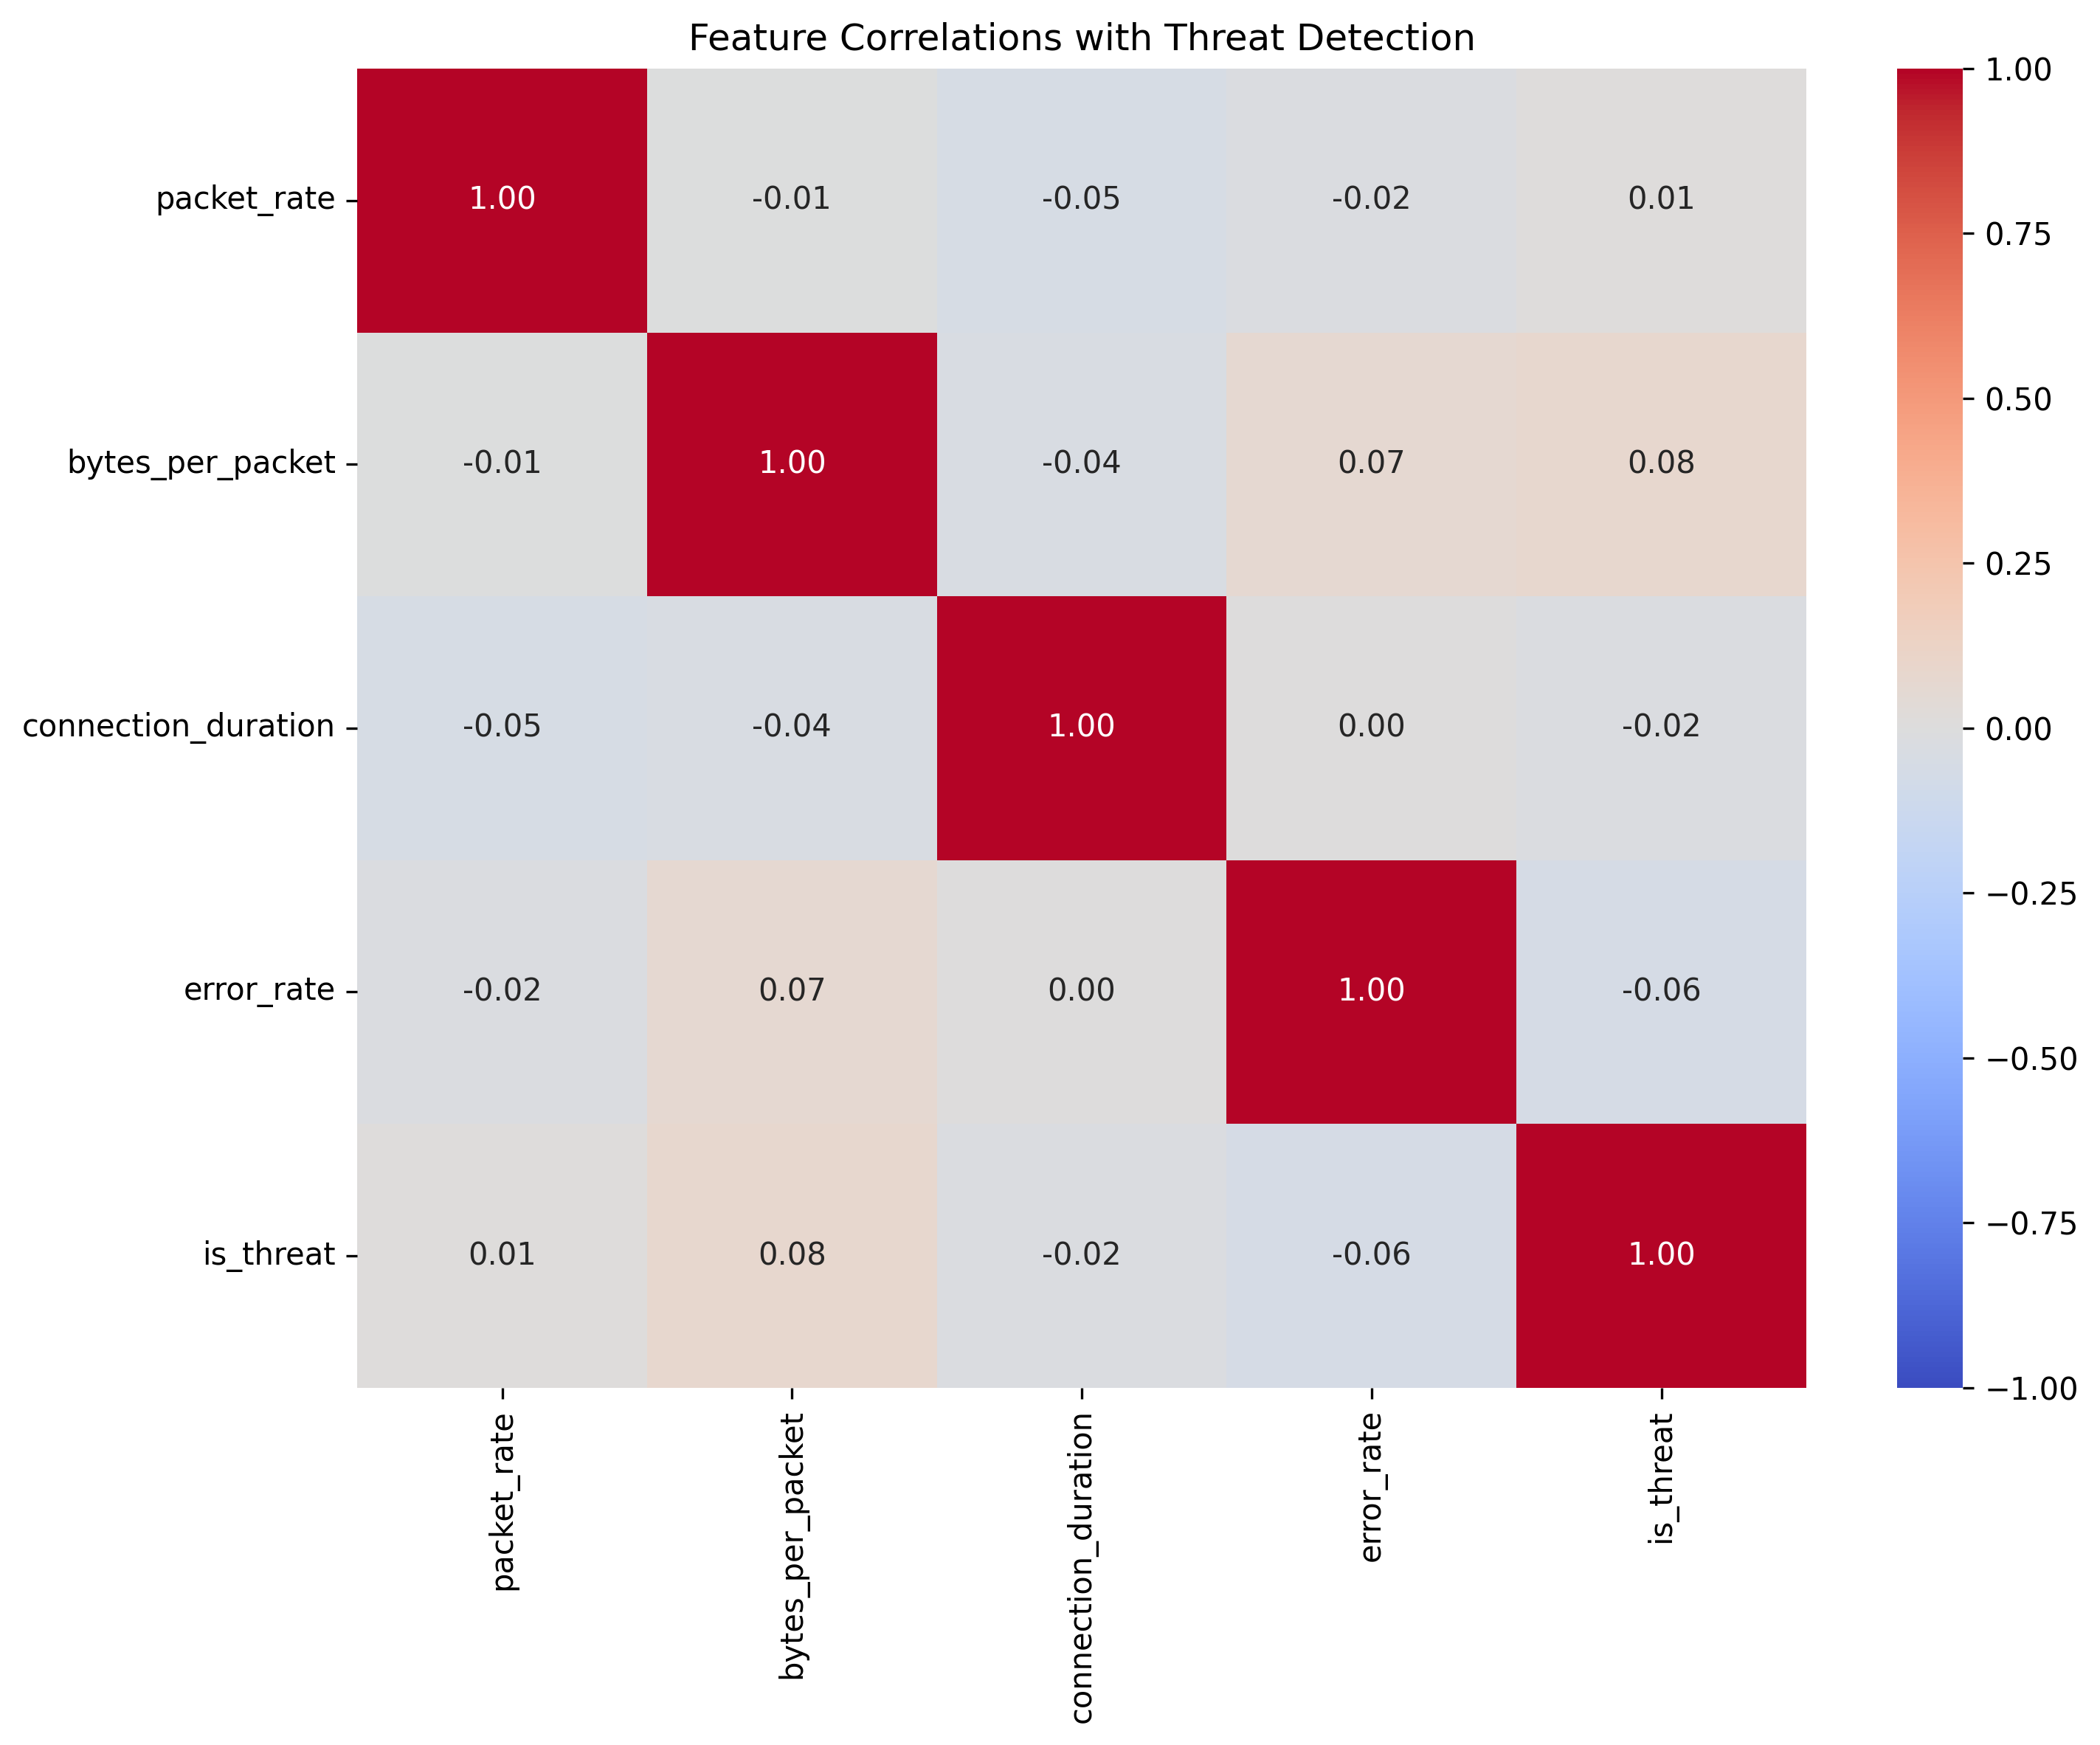 Feature Correlations with Threat Detection
packet_rate 1.00 -0.01 -0.05 -0.02 0.01
bytes_per_packet -0.01 1.00 -0.04 0.07 0.08
connection_duration -0.05 -0.04 1.00 0.00 -0.02
error_rate -0.02 0.07 0.00 1.00 -0.06
is_threat 0.01 0.08 -0.02 -0.06 1.00
packet_rate
bytes_per_packet
connection_duration
error_rate
is_threat
1.00
0.75
0.50
0.25
0.00
−0.25
−0.50
−0.75
−1.00